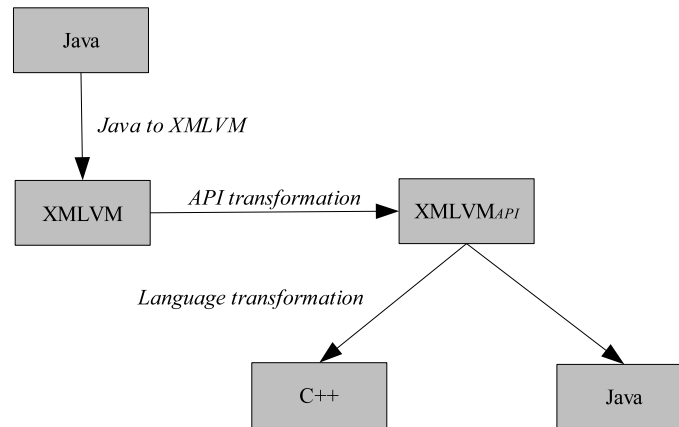 Java
Java to XMLVM
XMLVM
API transformation
XMLVMAPI
Language transformation
C++
Java